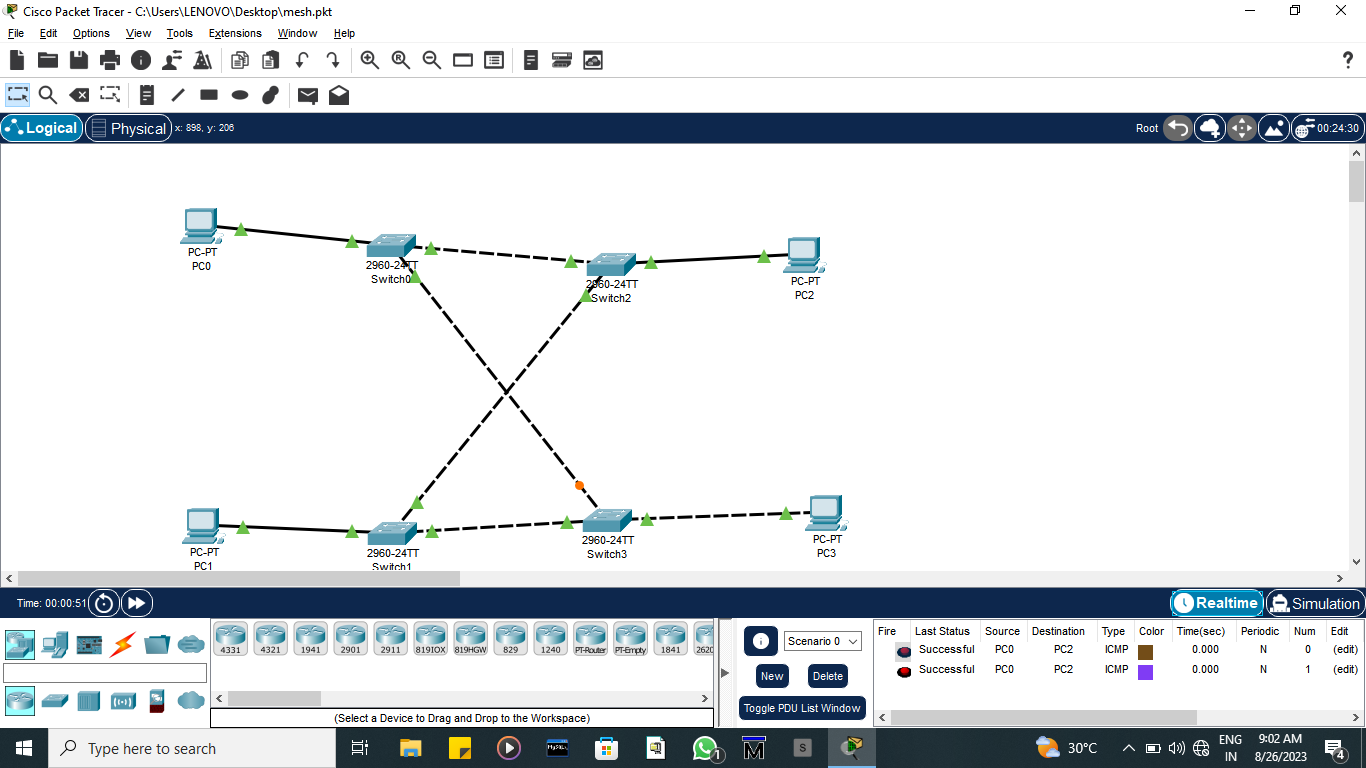 Cisco Packet Tracer - C:\Users\LENOVO\Desktop\mesh.pkt
File Edit Options View Tools Extensions Window Help
Logical Physical x: 898, y: 206 Root 00:24:30
PC-PT
PC0
2960-24TT
Switch0
2960-24TT
Switch2
PC-PT
PC2
PC-PT
PC1
2960-24TT
Switch1
2960-24TT
Switch3
PC-PT
PC3
Time: 00:00:51 Realtime Simulation
4331 4321 1941 2901 2911 819IOX 819HGW 829 1240 PT-Router PT-Empty 1841 2620
(Select a Device to Drag and Drop to the Workspace)
Scenario 0
New Delete
Toggle PDU List Window
Fire Last Status Source Destination Type Color Time(sec) Periodic Num Edit
Successful PC0 PC2 ICMP 0.000 N 0 (edit)
Successful PC0 PC2 ICMP 0.000 N 1 (edit)
Type here to search
MySQL
1
M
S
30°C
ENG
IN
9:02 AM
8/26/2023
4